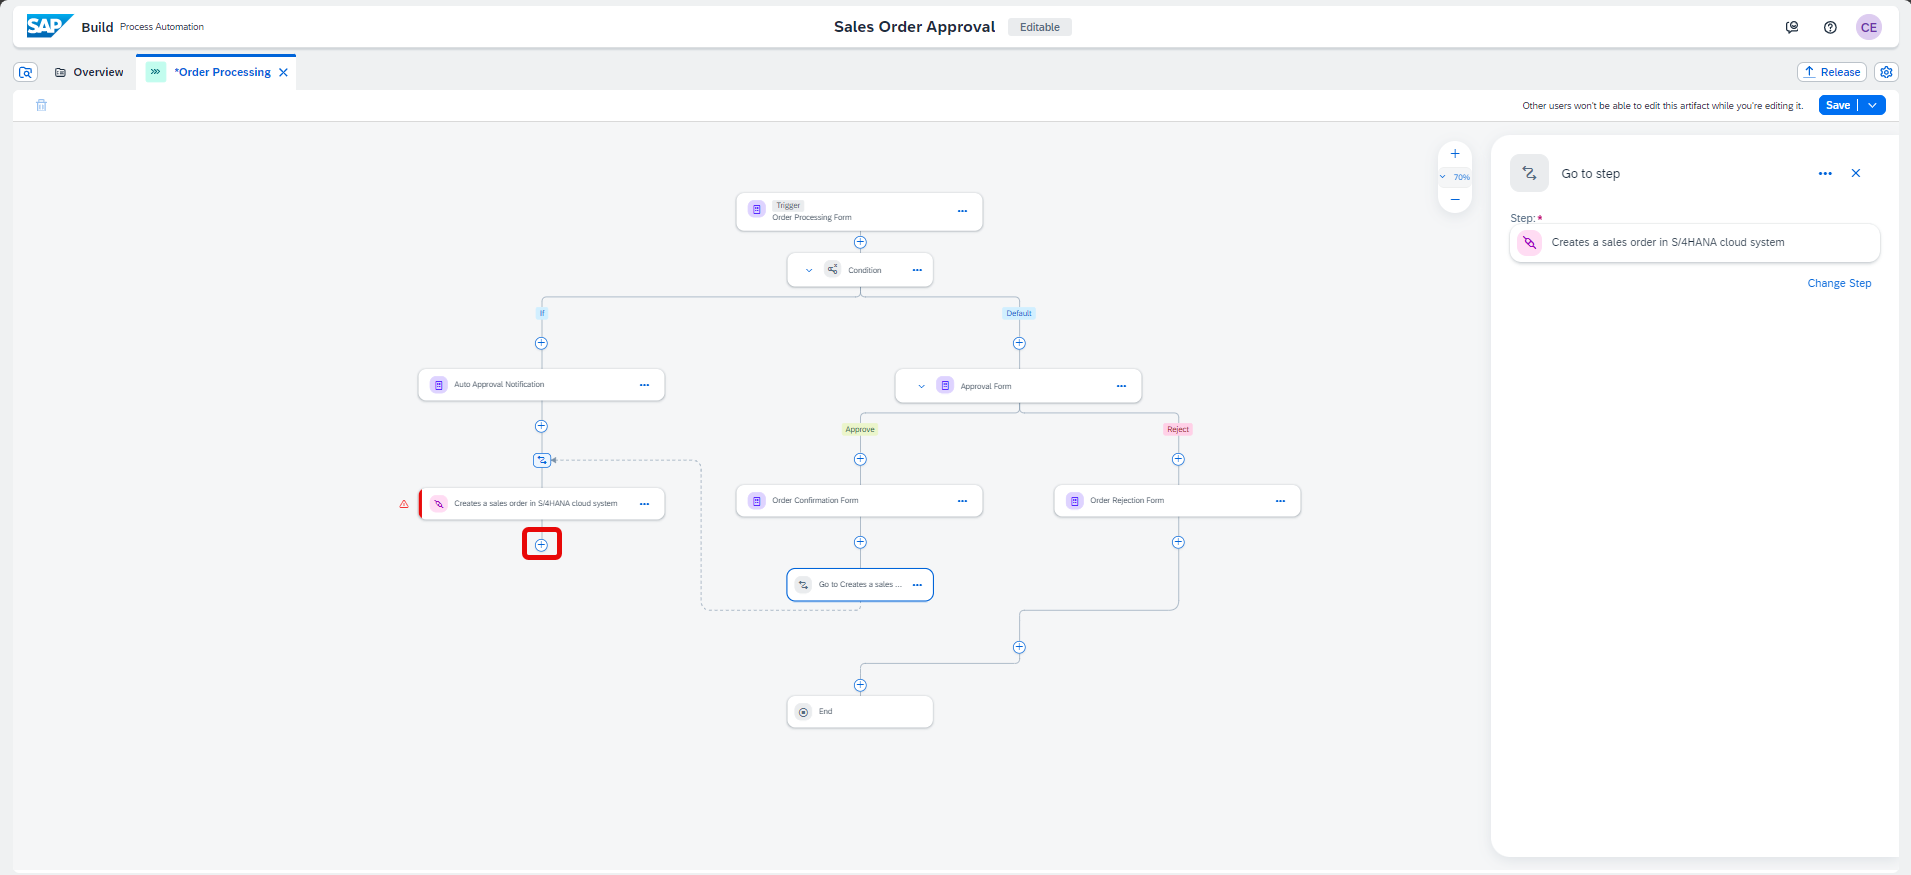 SAP Build Process Automation
Sales Order Approval Editable
CE
Overview
*Order Processing
Release
Other users won't be able to edit this artifact while you're editing it.
Save
70%
Go to step
Step:*
Creates a sales order in S/4HANA cloud system
Change Step
Trigger
Order Processing Form
Condition
If
Default
Auto Approval Notification
Approval Form
Approve
Reject
Creates a sales order in S/4HANA cloud system
Order Confirmation Form
Order Rejection Form
Go to Creates a sales ...
End